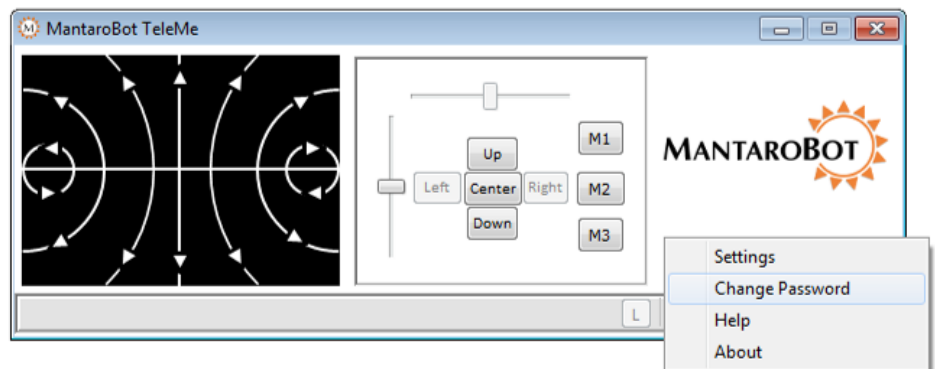 MantaroBot TeleMe
M1
Up
MANTAROBOT
Left Center Right M2
Down
M3
Settings
Change Password
L
Help
About